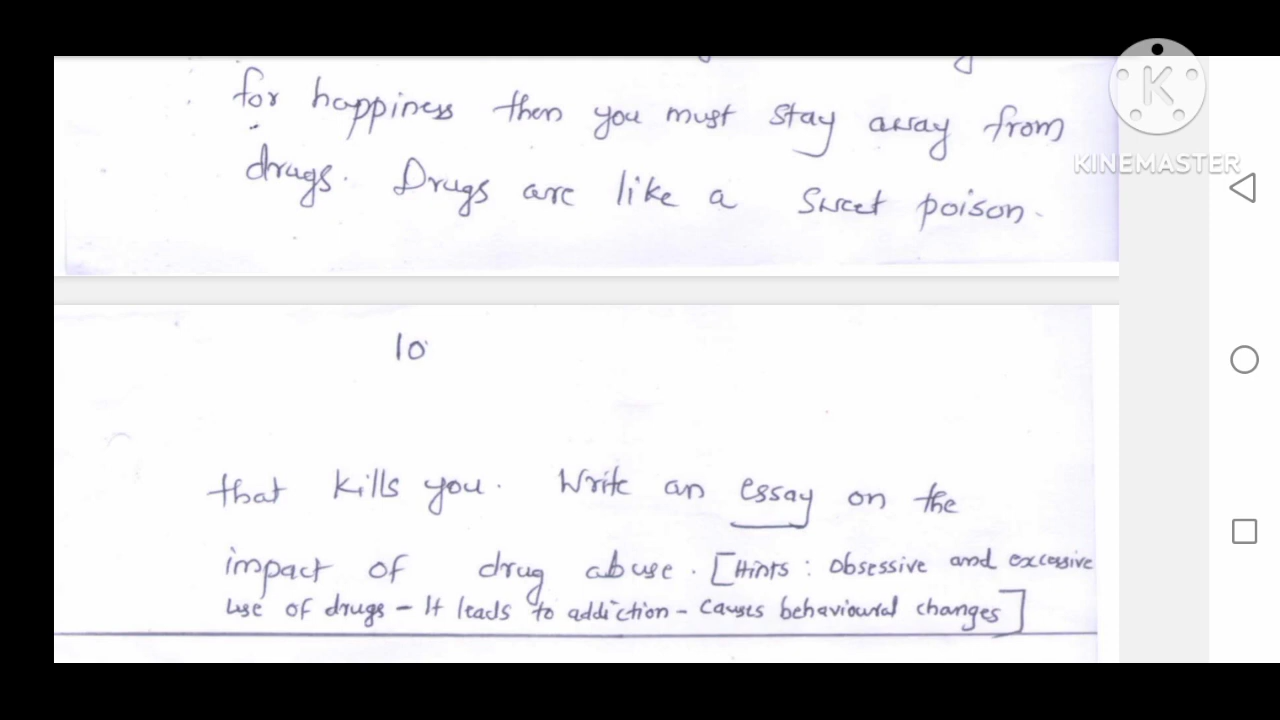 for happiness then you must stay away from
KINEMASTER
drugs. Drugs are like a sweet poison.
10
that kills you. Write an essay on the
impact of drug abuse. [Hints : Obsessive and excessive
use of drugs - It leads to addiction - Causes behavioural changes]